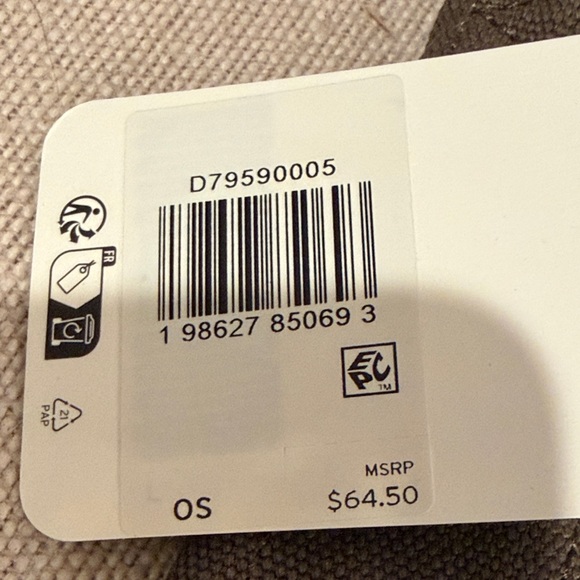 D79590005
1 98627 85069 3
FR
21
PAP
EPC
TM
MSRP
OS
$64.50